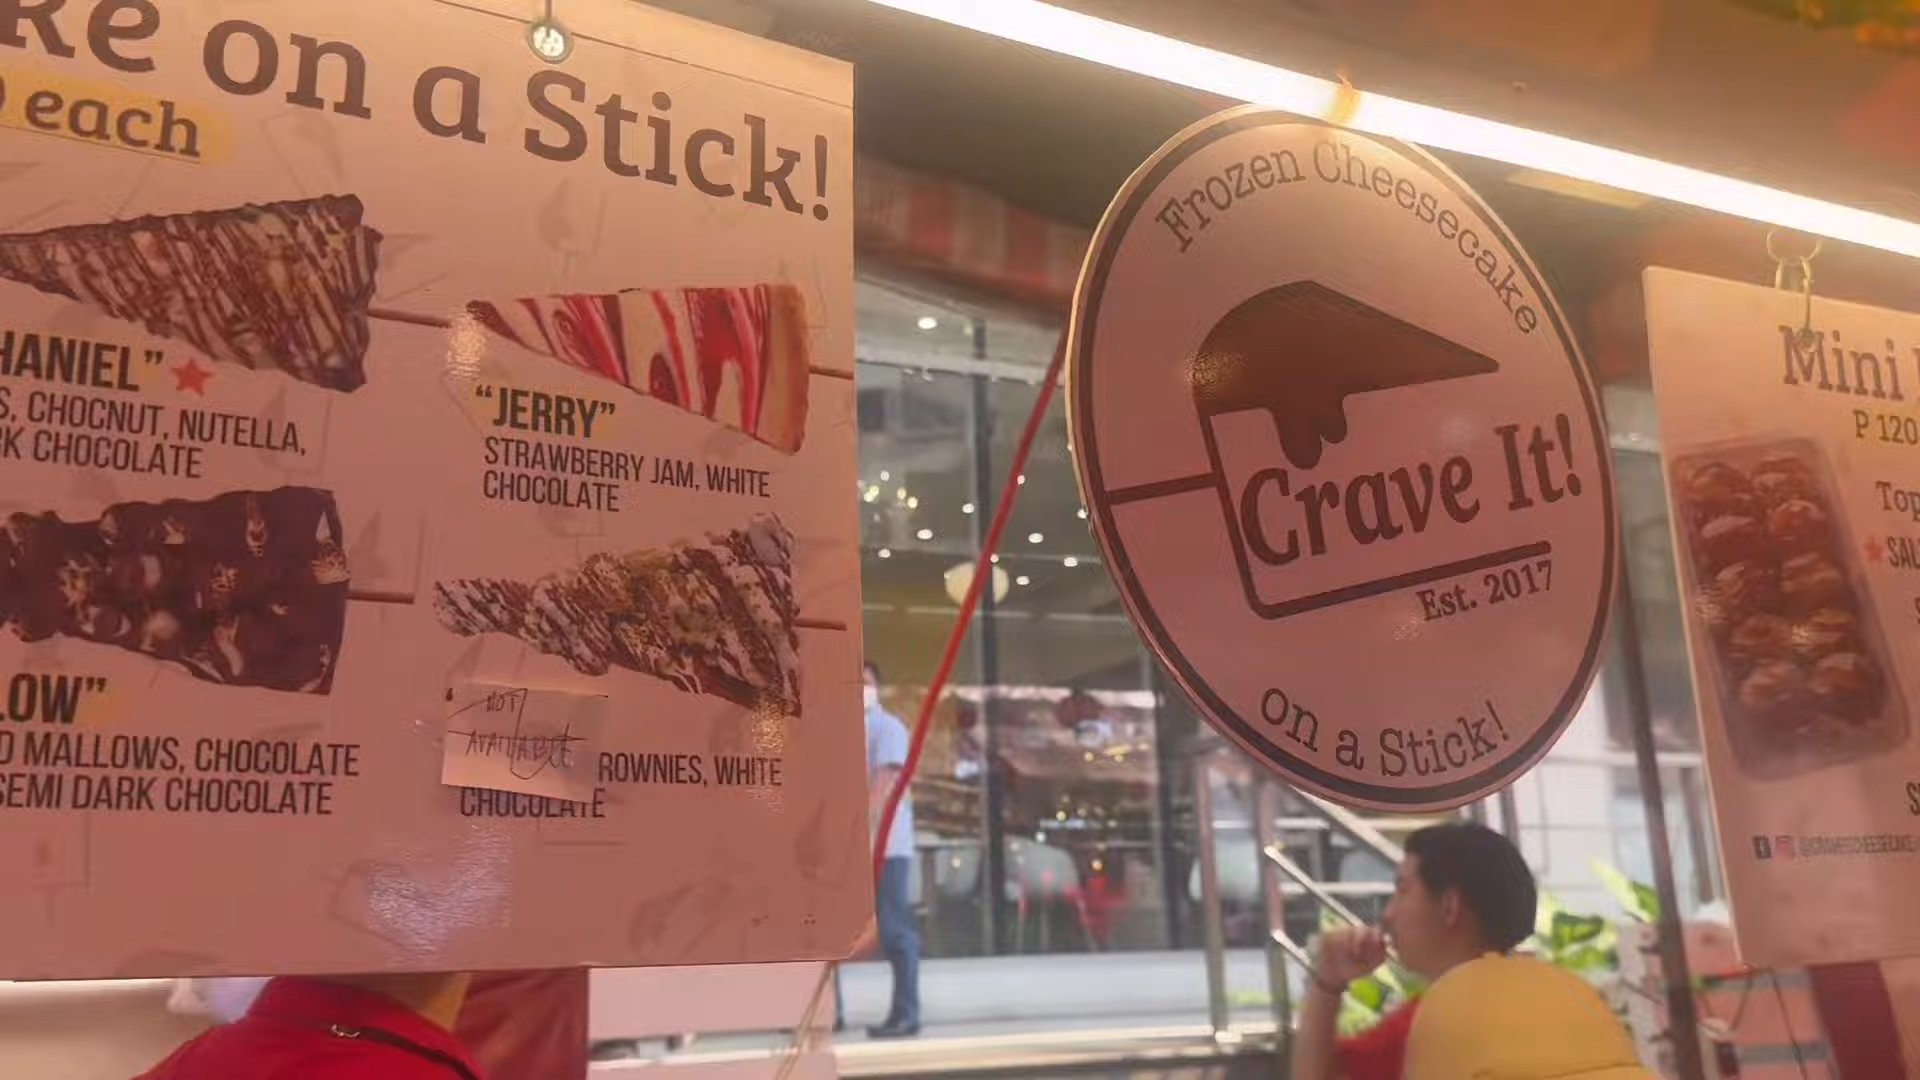 on a Stick!
each
HANIEL" ★
S, CHOCNUT, NUTELLA,
K CHOCOLATE
"JERRY"
STRAWBERRY JAM, WHITE
CHOCOLATE
LOW"
D MALLOWS, CHOCOLATE
SEMI DARK CHOCOLATE
NOT
AVAILABLE
ROWNIES, WHITE
CHOCOLATE
Frozen Cheesecake
Crave It!
Est. 2017
on a Stick!
Mini
P 120